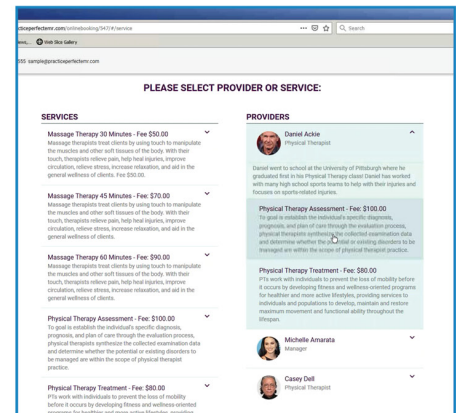 cticeperfectemr.com/onlinebooking/547/#/service
Search
Web Slice Gallery
555 sample@practiceperfectemr.com
PLEASE SELECT PROVIDER OR SERVICE:
SERVICES
Massage Therapy 30 Minutes - Fee $50.00
Massage therapists treat clients by using touch to manipulate
the muscles and other soft tissues of the body. With their
touch, therapists relieve pain, help heal injuries, improve
circulation, relieve stress, increase relaxation, and aid in the
general wellness of clients. Fee $50.00.
Massage Therapy 45 Minutes - Fee: $70.00
Massage therapists treat clients by using touch to manipulate
the muscles and other soft tissues of the body. With their
touch, therapists relieve pain, help heal injuries, improve
circulation, relieve stress, increase relaxation, and aid in the
general wellness of clients.
Massage Therapy 60 Minutes - Fee: $90.00
Massage therapists treat clients by using touch to manipulate
the muscles and other soft tissues of the body. With their
touch, therapists relieve pain, help heal injuries, improve
circulation, relieve stress, increase relaxation, and aid in the
general wellness of clients.
Physical Therapy Assessment - Fee: $100.00
To goal is establish the individual's specific diagnosis,
prognosis, and plan of care through the evaluation process,
physical therapists synthesize the collected examination data
and determine whether the potential or existing disorders to
be managed are within the scope of physical therapist
practice.
Physical Therapy Treatment - Fee: $80.00
PTs work with individuals to prevent the loss of mobility
before it occurs by developing fitness and wellness-oriented
programs for healthier and more active lifestyles, providing
PROVIDERS
Daniel Ackie
Physical Therapist
Daniel went to school at the University of Pittsburgh where he
graduated first in his Physical Therapy class! Daniel has worked
with many high school sports teams to help with their injuries and
focuses on sports-related injuries.
Physical Therapy Assessment - Fee: $100.00
To goal is establish the individual's specific diagnosis,
prognosis, and plan of care through the evaluation process,
physical therapists synthesize the collected examination data
and determine whether the potential or existing disorders to be
managed are within the scope of physical therapist practice.
Physical Therapy Treatment - Fee: $80.00
PTs work with individuals to prevent the loss of mobility before
it occurs by developing fitness and wellness-oriented programs
for healthier and more active lifestyles, providing services to
individuals and populations to develop, maintain and restore
maximum movement and functional ability throughout the
lifespan.
Michelle Amarata
Manager
Casey Dell
Physical Therapist